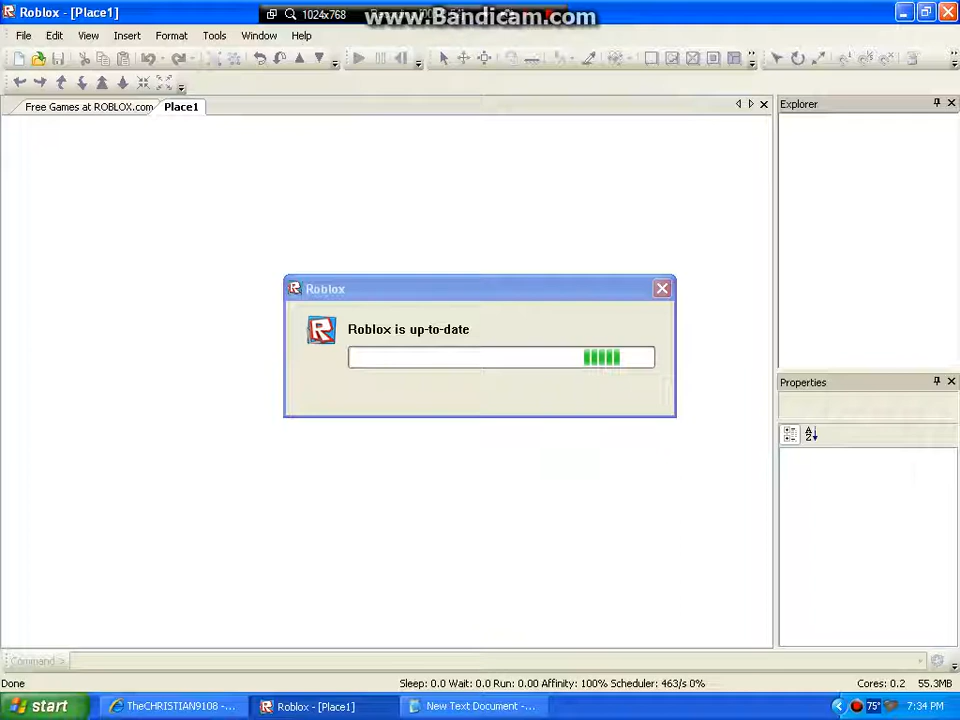 Roblox - [Place1]
1024x768
www.Bandicam.com
File Edit View Insert Format Tools Window Help
Free Games at ROBLOX.com
Place1
Explorer
Roblox
Roblox is up-to-date
Properties
Command >
Done
Sleep: 0.0 Wait: 0.0 Run: 0.00 Affinity: 100% Scheduler: 463/s 0%
Cores: 0.2
55.3MB
start
TheCHRISTIAN9108 -...
Roblox - [Place1]
New Text Document -...
75°
7:34 PM